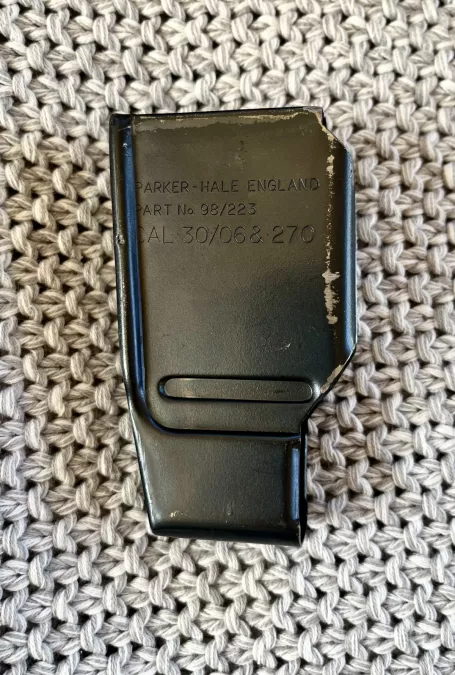 PARKER-HALE ENGLAND
PART No 98/223
CAL 30/06 & 270